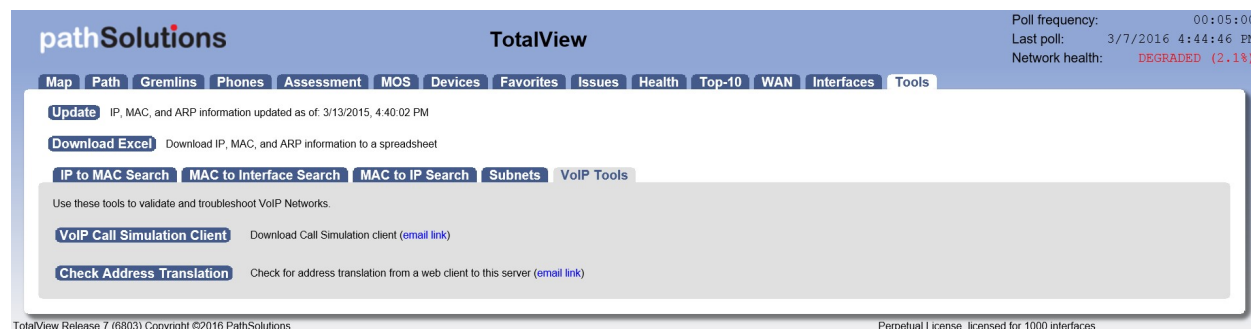 pathSolutions
TotalView
Poll frequency: 00:05:00
Last poll: 3/7/2016 4:44:46 PM
Network health: DEGRADED (2.1%)
Map Path Gremlins Phones Assessment MOS Devices Favorites Issues Health Top-10 WAN Interfaces Tools
Update IP, MAC, and ARP information updated as of: 3/13/2015, 4:40:02 PM
Download Excel Download IP, MAC, and ARP information to a spreadsheet
IP to MAC Search MAC to Interface Search MAC to IP Search Subnets VoIP Tools
Use these tools to validate and troubleshoot VoIP Networks.
VoIP Call Simulation Client Download Call Simulation client (email link)
Check Address Translation Check for address translation from a web client to this server (email link)
TotalView Release 7 (6803) Copyright ©2016 PathSolutions Perpetual License, licensed for 1000 interfaces